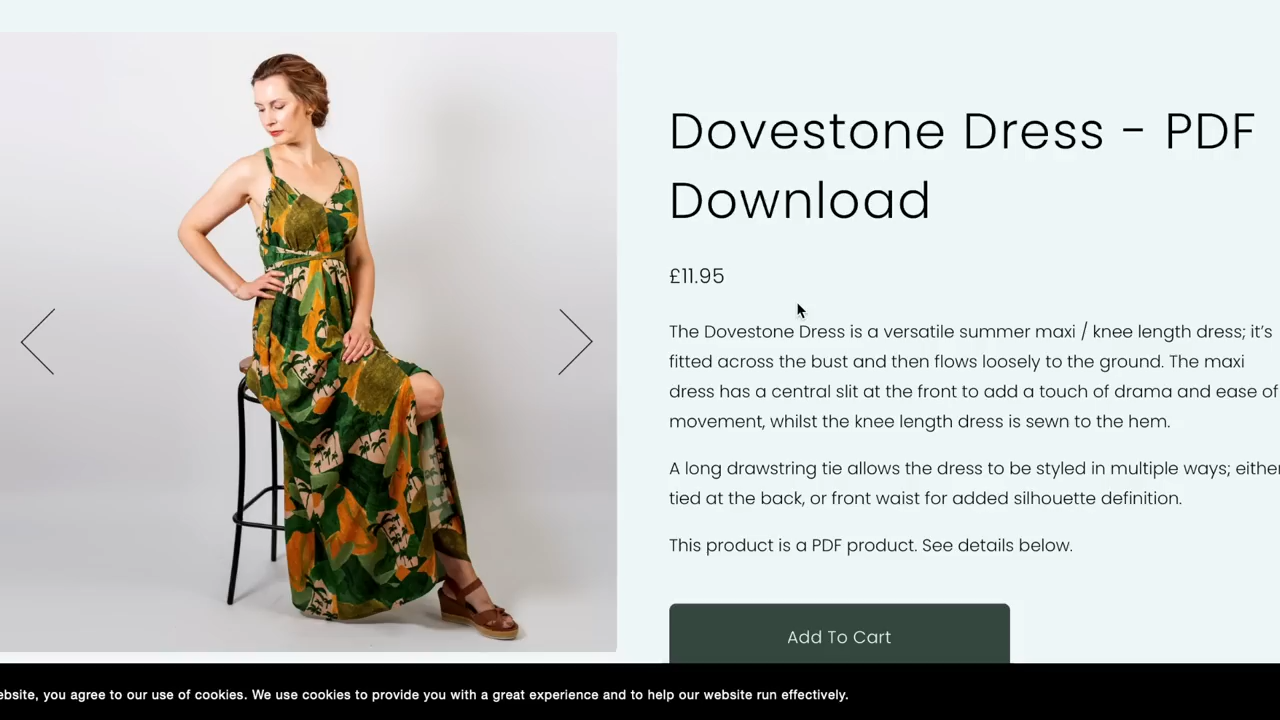 Dovestone Dress - PDF
Download
£11.95
The Dovestone Dress is a versatile summer maxi / knee length dress; it’s
fitted across the bust and then flows loosely to the ground. The maxi
dress has a central slit at the front to add a touch of drama and ease of
movement, whilst the knee length dress is sewn to the hem.
A long drawstring tie allows the dress to be styled in multiple ways; either
tied at the back, or front waist for added silhouette definition.
This product is a PDF product. See details below.
Add To Cart
ebsite, you agree to our use of cookies. We use cookies to provide you with a great experience and to help our website run effectively.